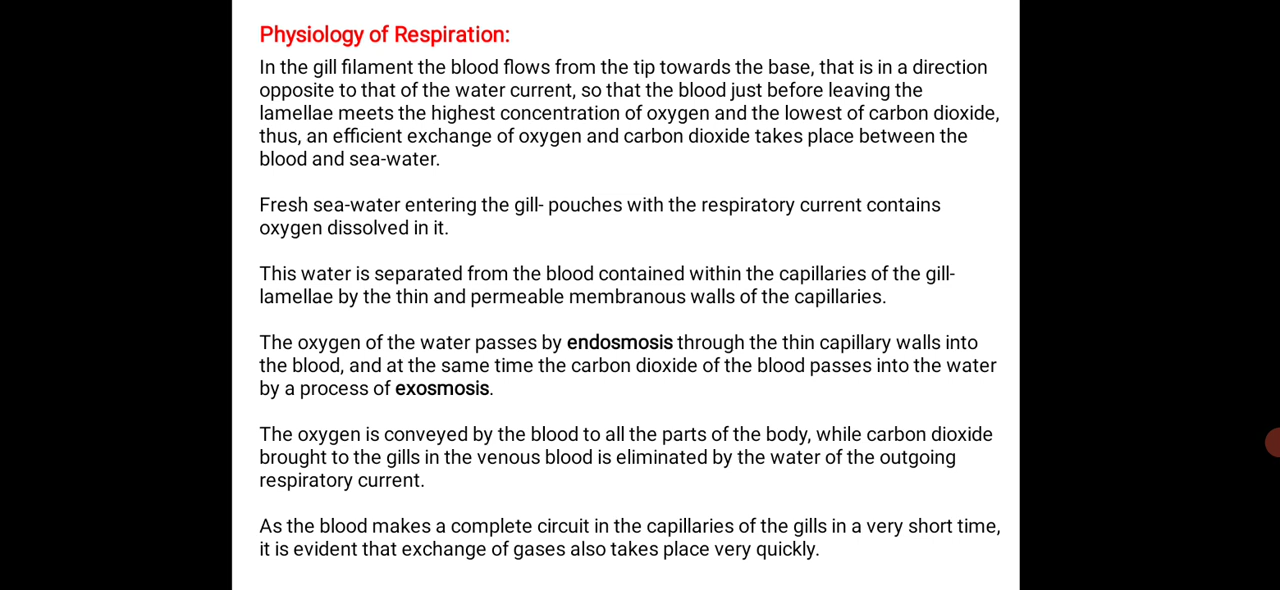 Physiology of Respiration:
In the gill filament the blood flows from the tip towards the base, that is in a direction
opposite to that of the water current, so that the blood just before leaving the
lamellae meets the highest concentration of oxygen and the lowest of carbon dioxide,
thus, an efficient exchange of oxygen and carbon dioxide takes place between the
blood and sea-water.
Fresh sea-water entering the gill- pouches with the respiratory current contains
oxygen dissolved in it.
This water is separated from the blood contained within the capillaries of the gill-
lamellae by the thin and permeable membranous walls of the capillaries.
The oxygen of the water passes by endosmosis through the thin capillary walls into
the blood, and at the same time the carbon dioxide of the blood passes into the water
by a process of exosmosis.
The oxygen is conveyed by the blood to all the parts of the body, while carbon dioxide
brought to the gills in the venous blood is eliminated by the water of the outgoing
respiratory current.
As the blood makes a complete circuit in the capillaries of the gills in a very short time,
it is evident that exchange of gases also takes place very quickly.